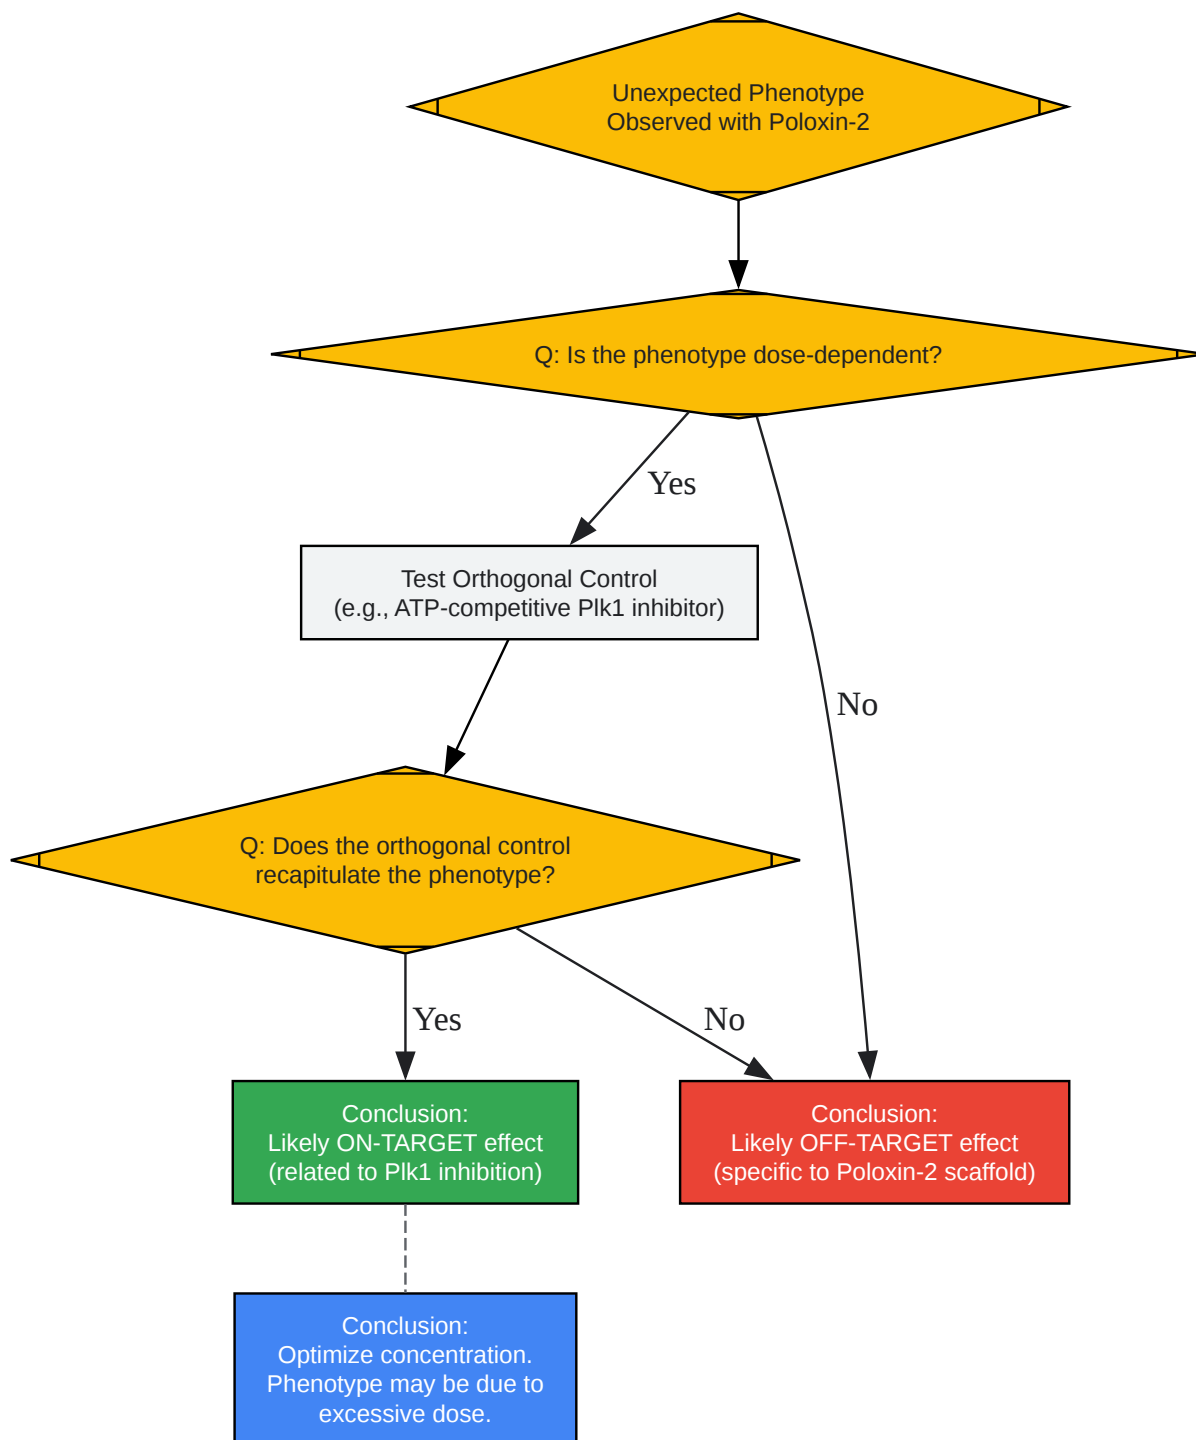 Unexpected Phenotype
Observed with Poloxin-2
Q: Is the phenotype dose-dependent?
Yes
Test Orthogonal Control
(e.g., ATP-competitive Plk1 inhibitor)
No
Q: Does the orthogonal control
recapitulate the phenotype?
Yes
No
Conclusion:
Likely ON-TARGET effect
(related to Plk1 inhibition)
Conclusion:
Likely OFF-TARGET effect
(specific to Poloxin-2 scaffold)
Conclusion:
Optimize concentration.
Phenotype may be due to
excessive dose.